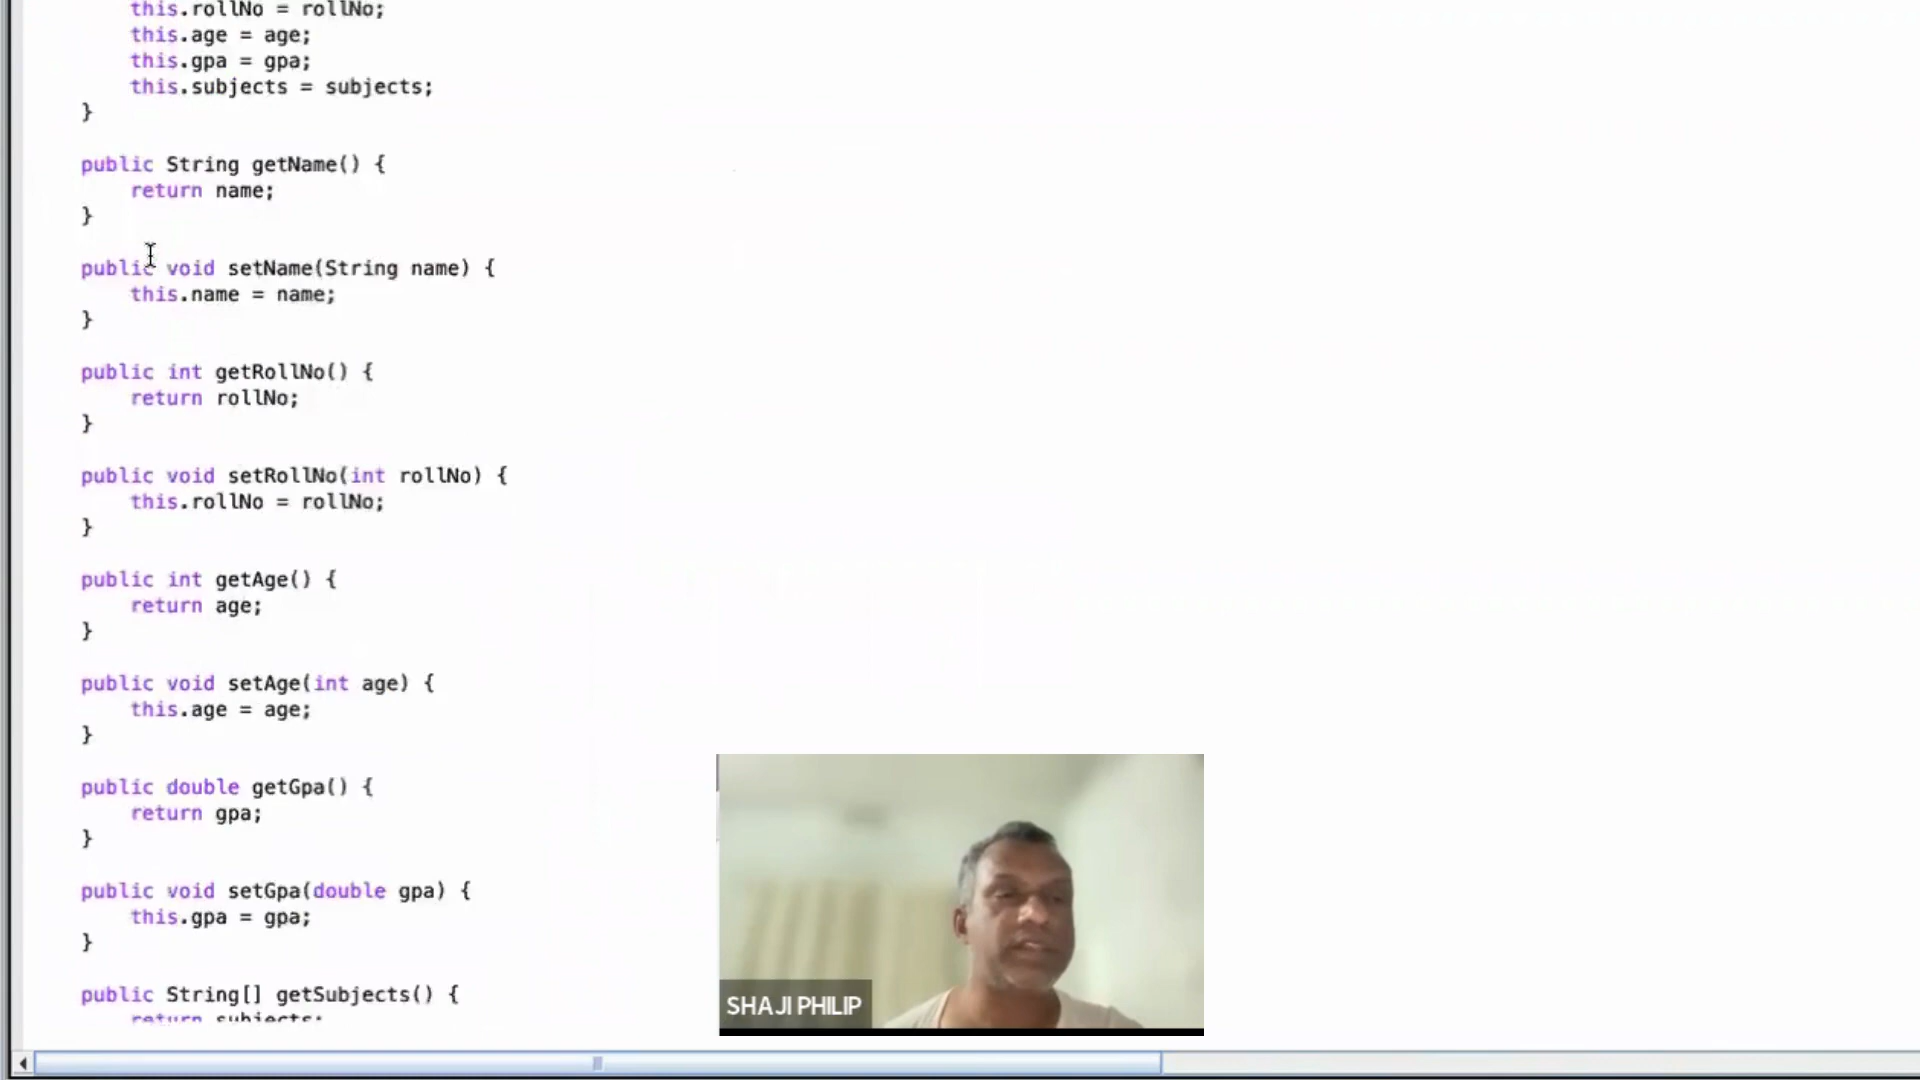 this.rollNo = rollNo;
this.age = age;
this.gpa = gpa;
this.subjects = subjects;
}
public String getName() {
return name;
}
public void setName(String name) {
this.name = name;
}
public int getRollNo() {
return rollNo;
}
public void setRollNo(int rollNo) {
this.rollNo = rollNo;
}
public int getAge() {
return age;
}
public void setAge(int age) {
this.age = age;
}
public double getGpa() {
return gpa;
}
public void setGpa(double gpa) {
this.gpa = gpa;
}
public String[] getSubjects() {
return subjects;
SHAJI PHILIP